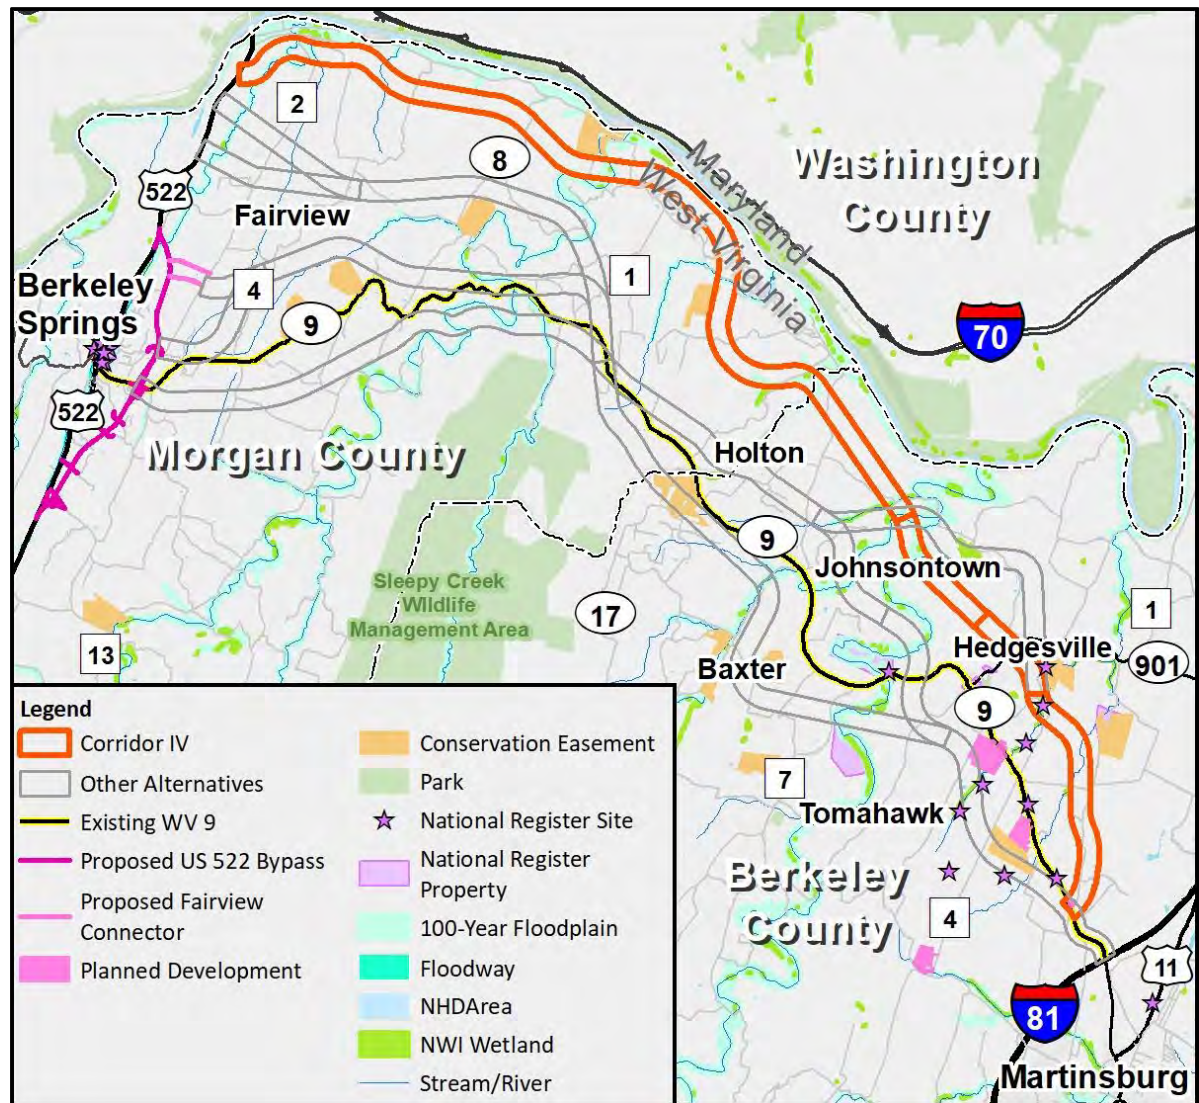 2
8
Maryland
West Virginia
Washington
County
522
Fairview
1
Berkeley
Springs
4
9
70
522
Morgan County
Holton
9
Johnsontown
Sleepy Creek
Wildlife
Management Area
17
1
13
Baxter
Hedgesville
901
9
7
Tomahawk
Berkeley
County
4
11
81
Martinsburg
Legend
Corridor IV
Other Alternatives
Existing WV 9
Proposed US 522 Bypass
Proposed Fairview
Connector
Planned Development
Conservation Easement
Park
National Register Site
National Register
Property
100-Year Floodplain
Floodway
NHDArea
NWI Wetland
Stream/River